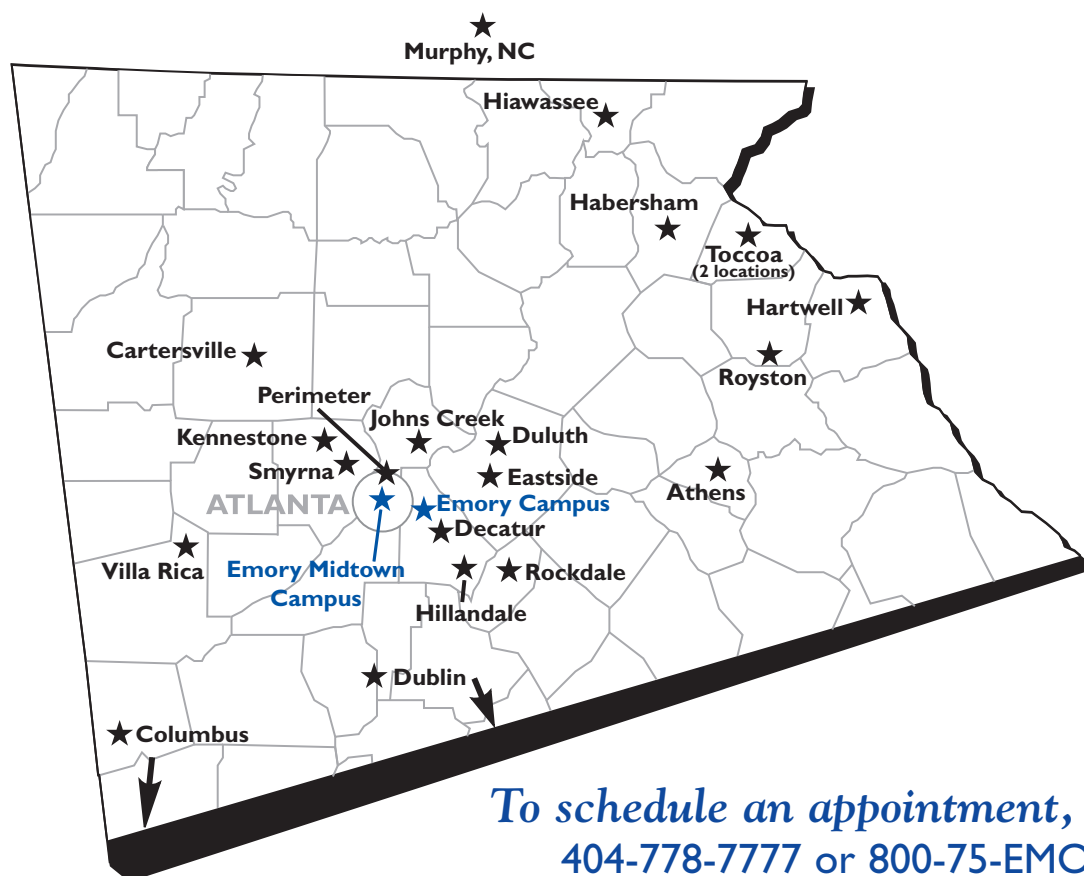 Murphy, NC
Hiawassee
Habersham
Toccoa
(2 locations)
Hartwell
Cartersville
Royston
Perimeter
Johns Creek
Kennestone
Duluth
Smyrna
Eastside
Athens
ATLANTA
Emory Campus
Decatur
Villa Rica
Emory Midtown
Campus
Rockdale
Hillandale
Dublin
Columbus
To schedule an appointment,
404-778-7777 or 800-75-EMO